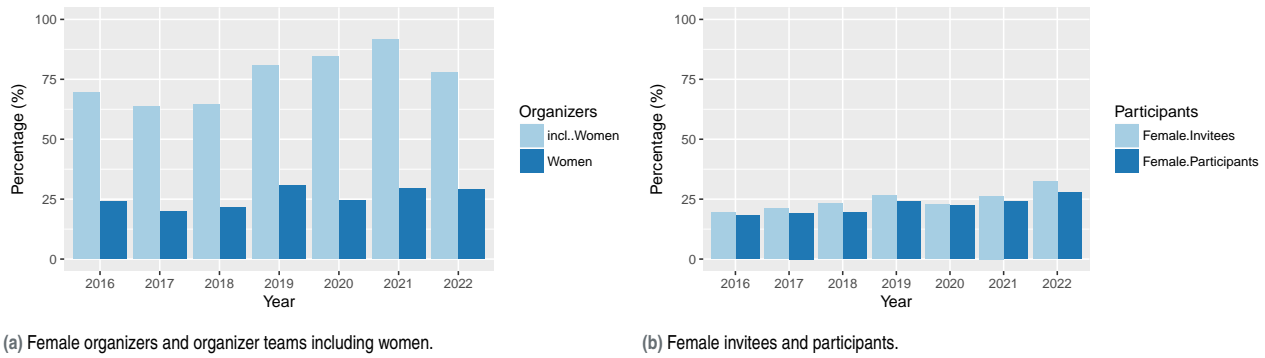 100
75
50
25
0
Percentage (%)
2016 2017 2018 2019 2020 2021 2022
Year
Organizers
incl..Women
Women
(a) Female organizers and organizer teams including women.
100
75
50
25
0
Percentage (%)
2016 2017 2018 2019 2020 2021 2022
Year
Participants
Female.Invitees
Female.Participants
(b) Female invitees and participants.